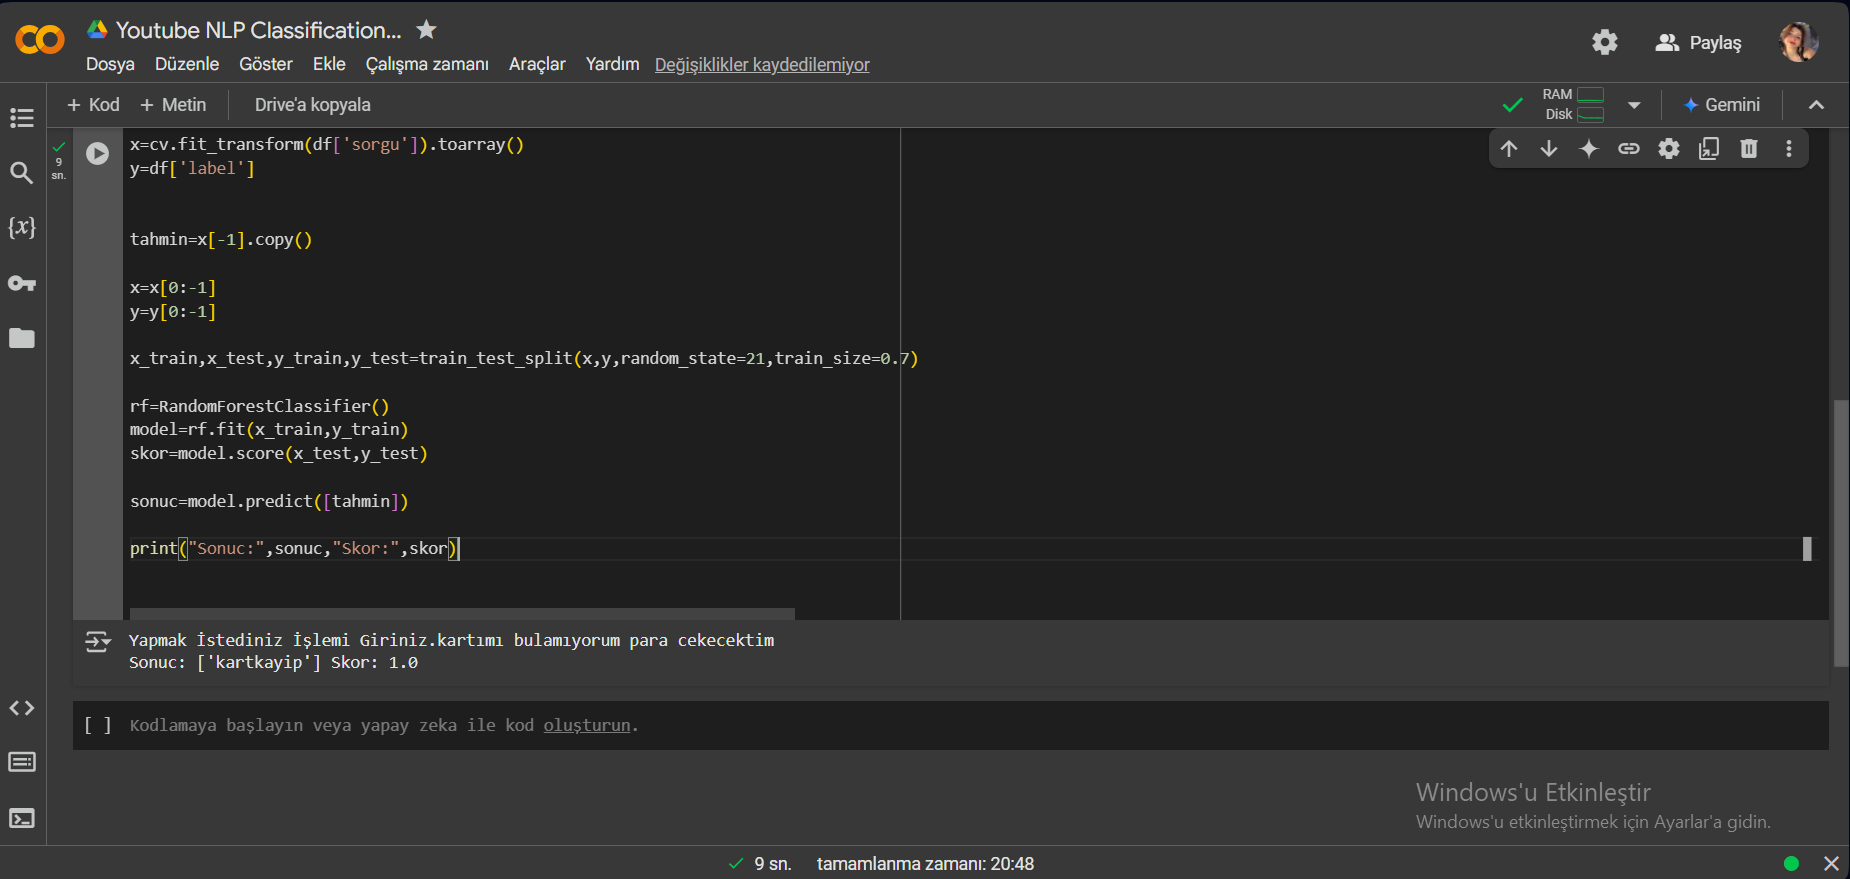 Youtube NLP Classification...
Paylaş
Dosya Düzenle Göster Ekle Çalışma zamanı Araçlar Yardım Değişiklikler kaydedilemiyor
+ Kod + Metin Drive'a kopyala
RAM
Disk
Gemini
9
sn.
x=cv.fit_transform(df['sorgu']).toarray()
y=df['label']
tahmin=x[-1].copy()
x=x[0:-1]
y=y[0:-1]
x_train,x_test,y_train,y_test=train_test_split(x,y,random_state=21,train_size=0.7)
rf=RandomForestClassifier()
model=rf.fit(x_train,y_train)
skor=model.score(x_test,y_test)
sonuc=model.predict([tahmin])
print("Sonuc:",sonuc,"Skor:",skor)
Yapmak İstediniz İşlemi Giriniz.kartımı bulamıyorum para cekecektim
Sonuc: ['kartkayip'] Skor: 1.0
[ ] Kodlamaya başlayın veya yapay zeka ile kod oluşturun.
Windows'u Etkinleştir
Windows'u etkinleştirmek için Ayarlar'a gidin.
9 sn. tamamlanma zamanı: 20:48